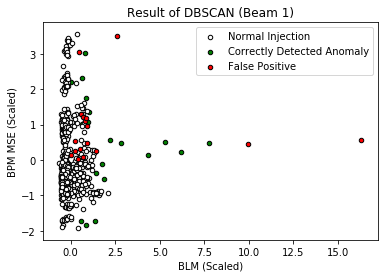 Result of DBSCAN (Beam 1)
Normal Injection
Correctly Detected Anomaly
False Positive
BPM MSE (Scaled)
3
2
1
0
−1
−2
0.0 2.5 5.0 7.5 10.0 12.5 15.0
BLM (Scaled)